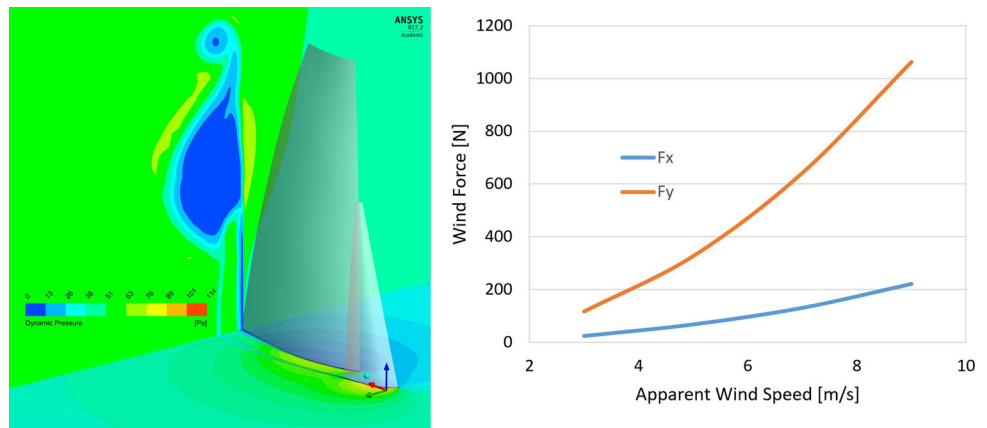 ANSYS
R17.2
Academic
0 13 26 38 51 63 76 89 101 114
Dynamic Pressure [Pa]
Wind Force [N]
1200
1000
800
600
400
200
0
Fx
Fy
2 4 6 8 10
Apparent Wind Speed [m/s]